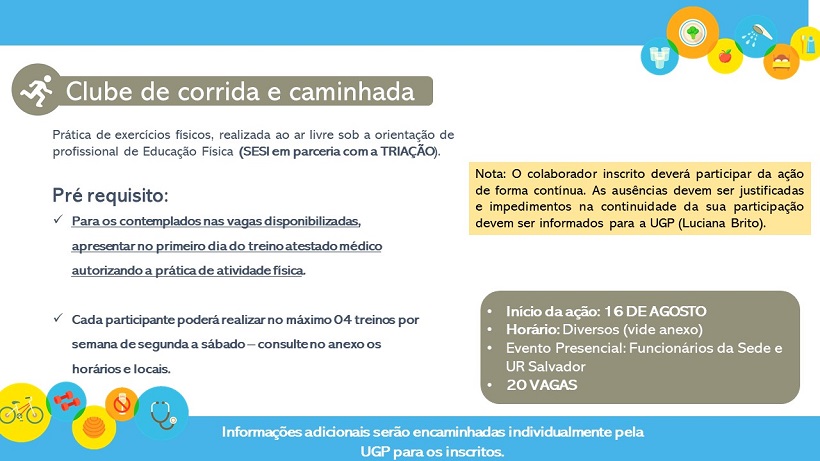 Clube de corrida e caminhada
Prática de exercícios físicos, realizada ao ar livre sob a orientação de
profissional de Educação Física (SESI em parceria com a TRIAÇÃO).
Pré requisito:
✓ Para os contemplados nas vagas disponibilizadas,
apresentar no primeiro dia do treino atestado médico
autorizando a prática de atividade física.
✓ Cada participante poderá realizar no máximo 04 treinos por
semana de segunda a sábado – consulte no anexo os
horários e locais.
Nota: O colaborador inscrito deverá participar da ação
de forma contínua. As ausências devem ser justificadas
e impedimentos na continuidade da sua participação
devem ser informados para a UGP (Luciana Brito).
• Início da ação: 16 DE AGOSTO
• Horário: Diversos (vide anexo)
• Evento Presencial: Funcionários da Sede e
UR Salvador
• 20 VAGAS
Informações adicionais serão encaminhadas individualmente pela
UGP para os inscritos.